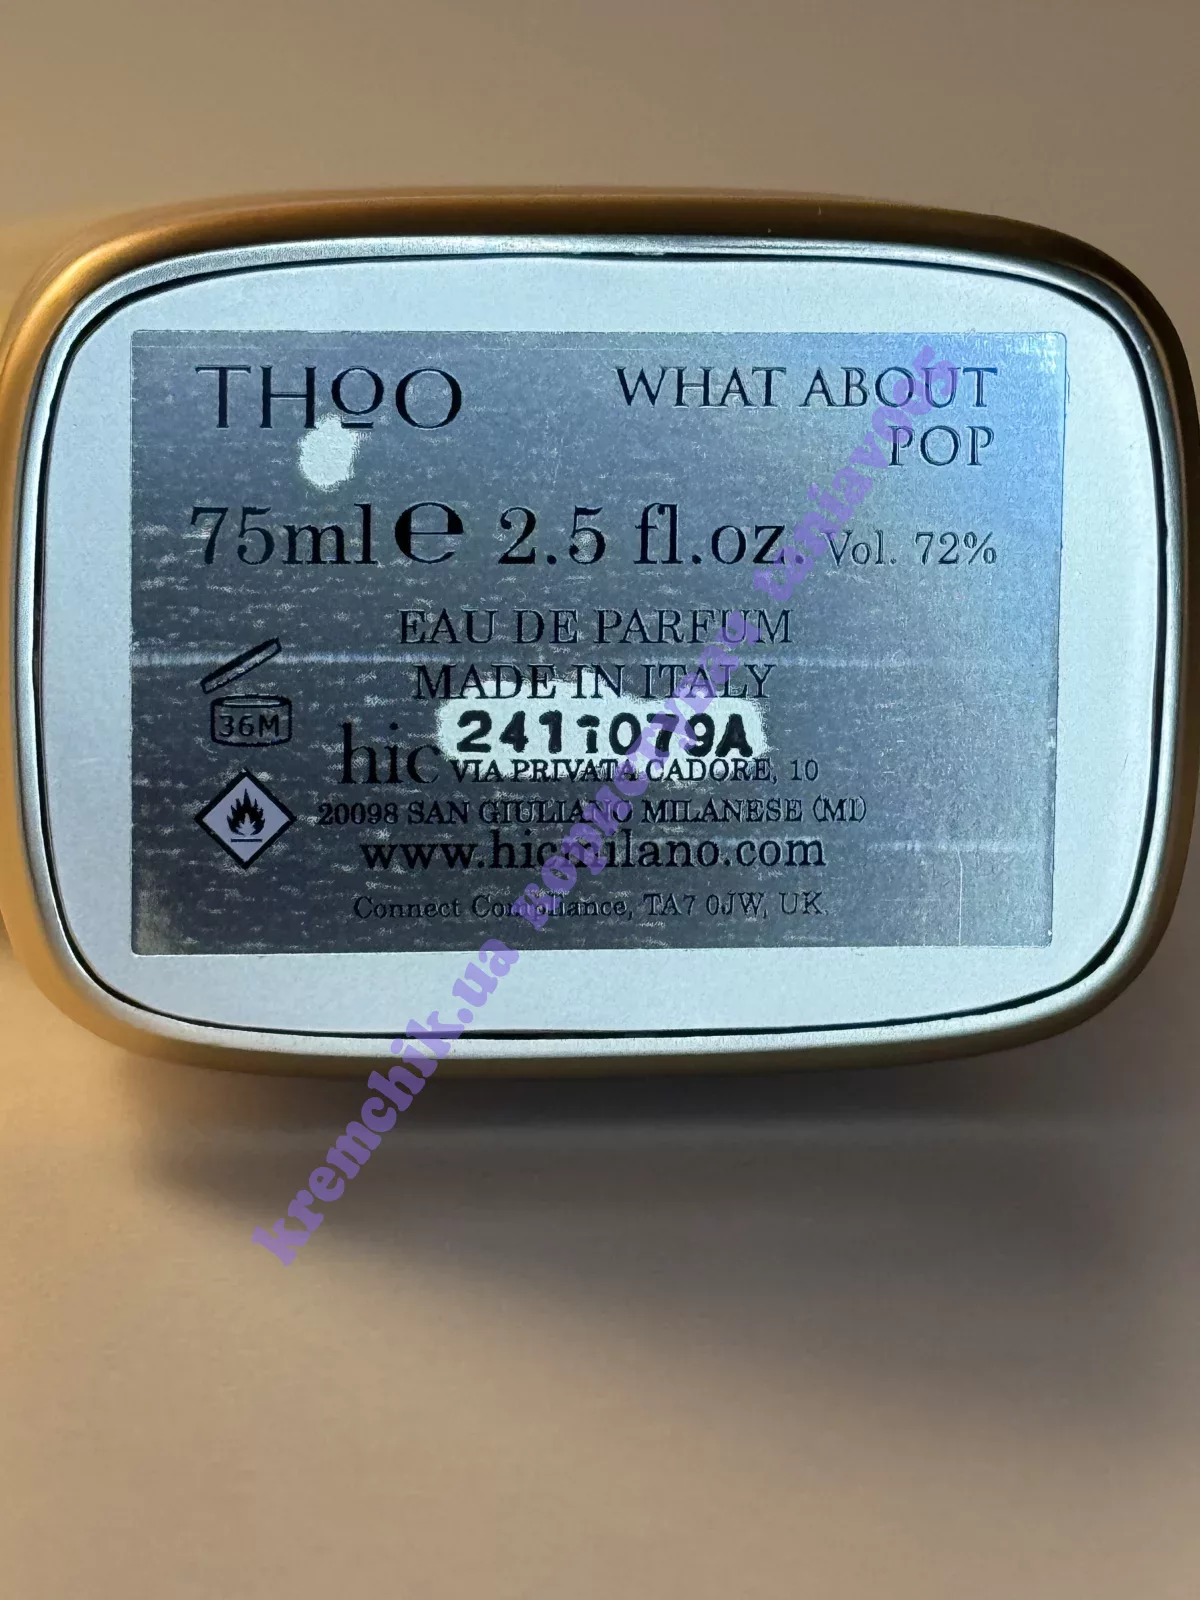 THOO
WHAT ABOUT
POP
75ml e 2.5 fl.oz. Vol. 72%
EAU DE PARFUM
MADE IN ITALY
36M
2411079A
hic VIA PRIVATA CADORE, 10
20098 SAN GIULIANO MILANESE (MI)
www.hicmilano.com
Connect Compliance, TA7 0JW, UK
kremchik.ua